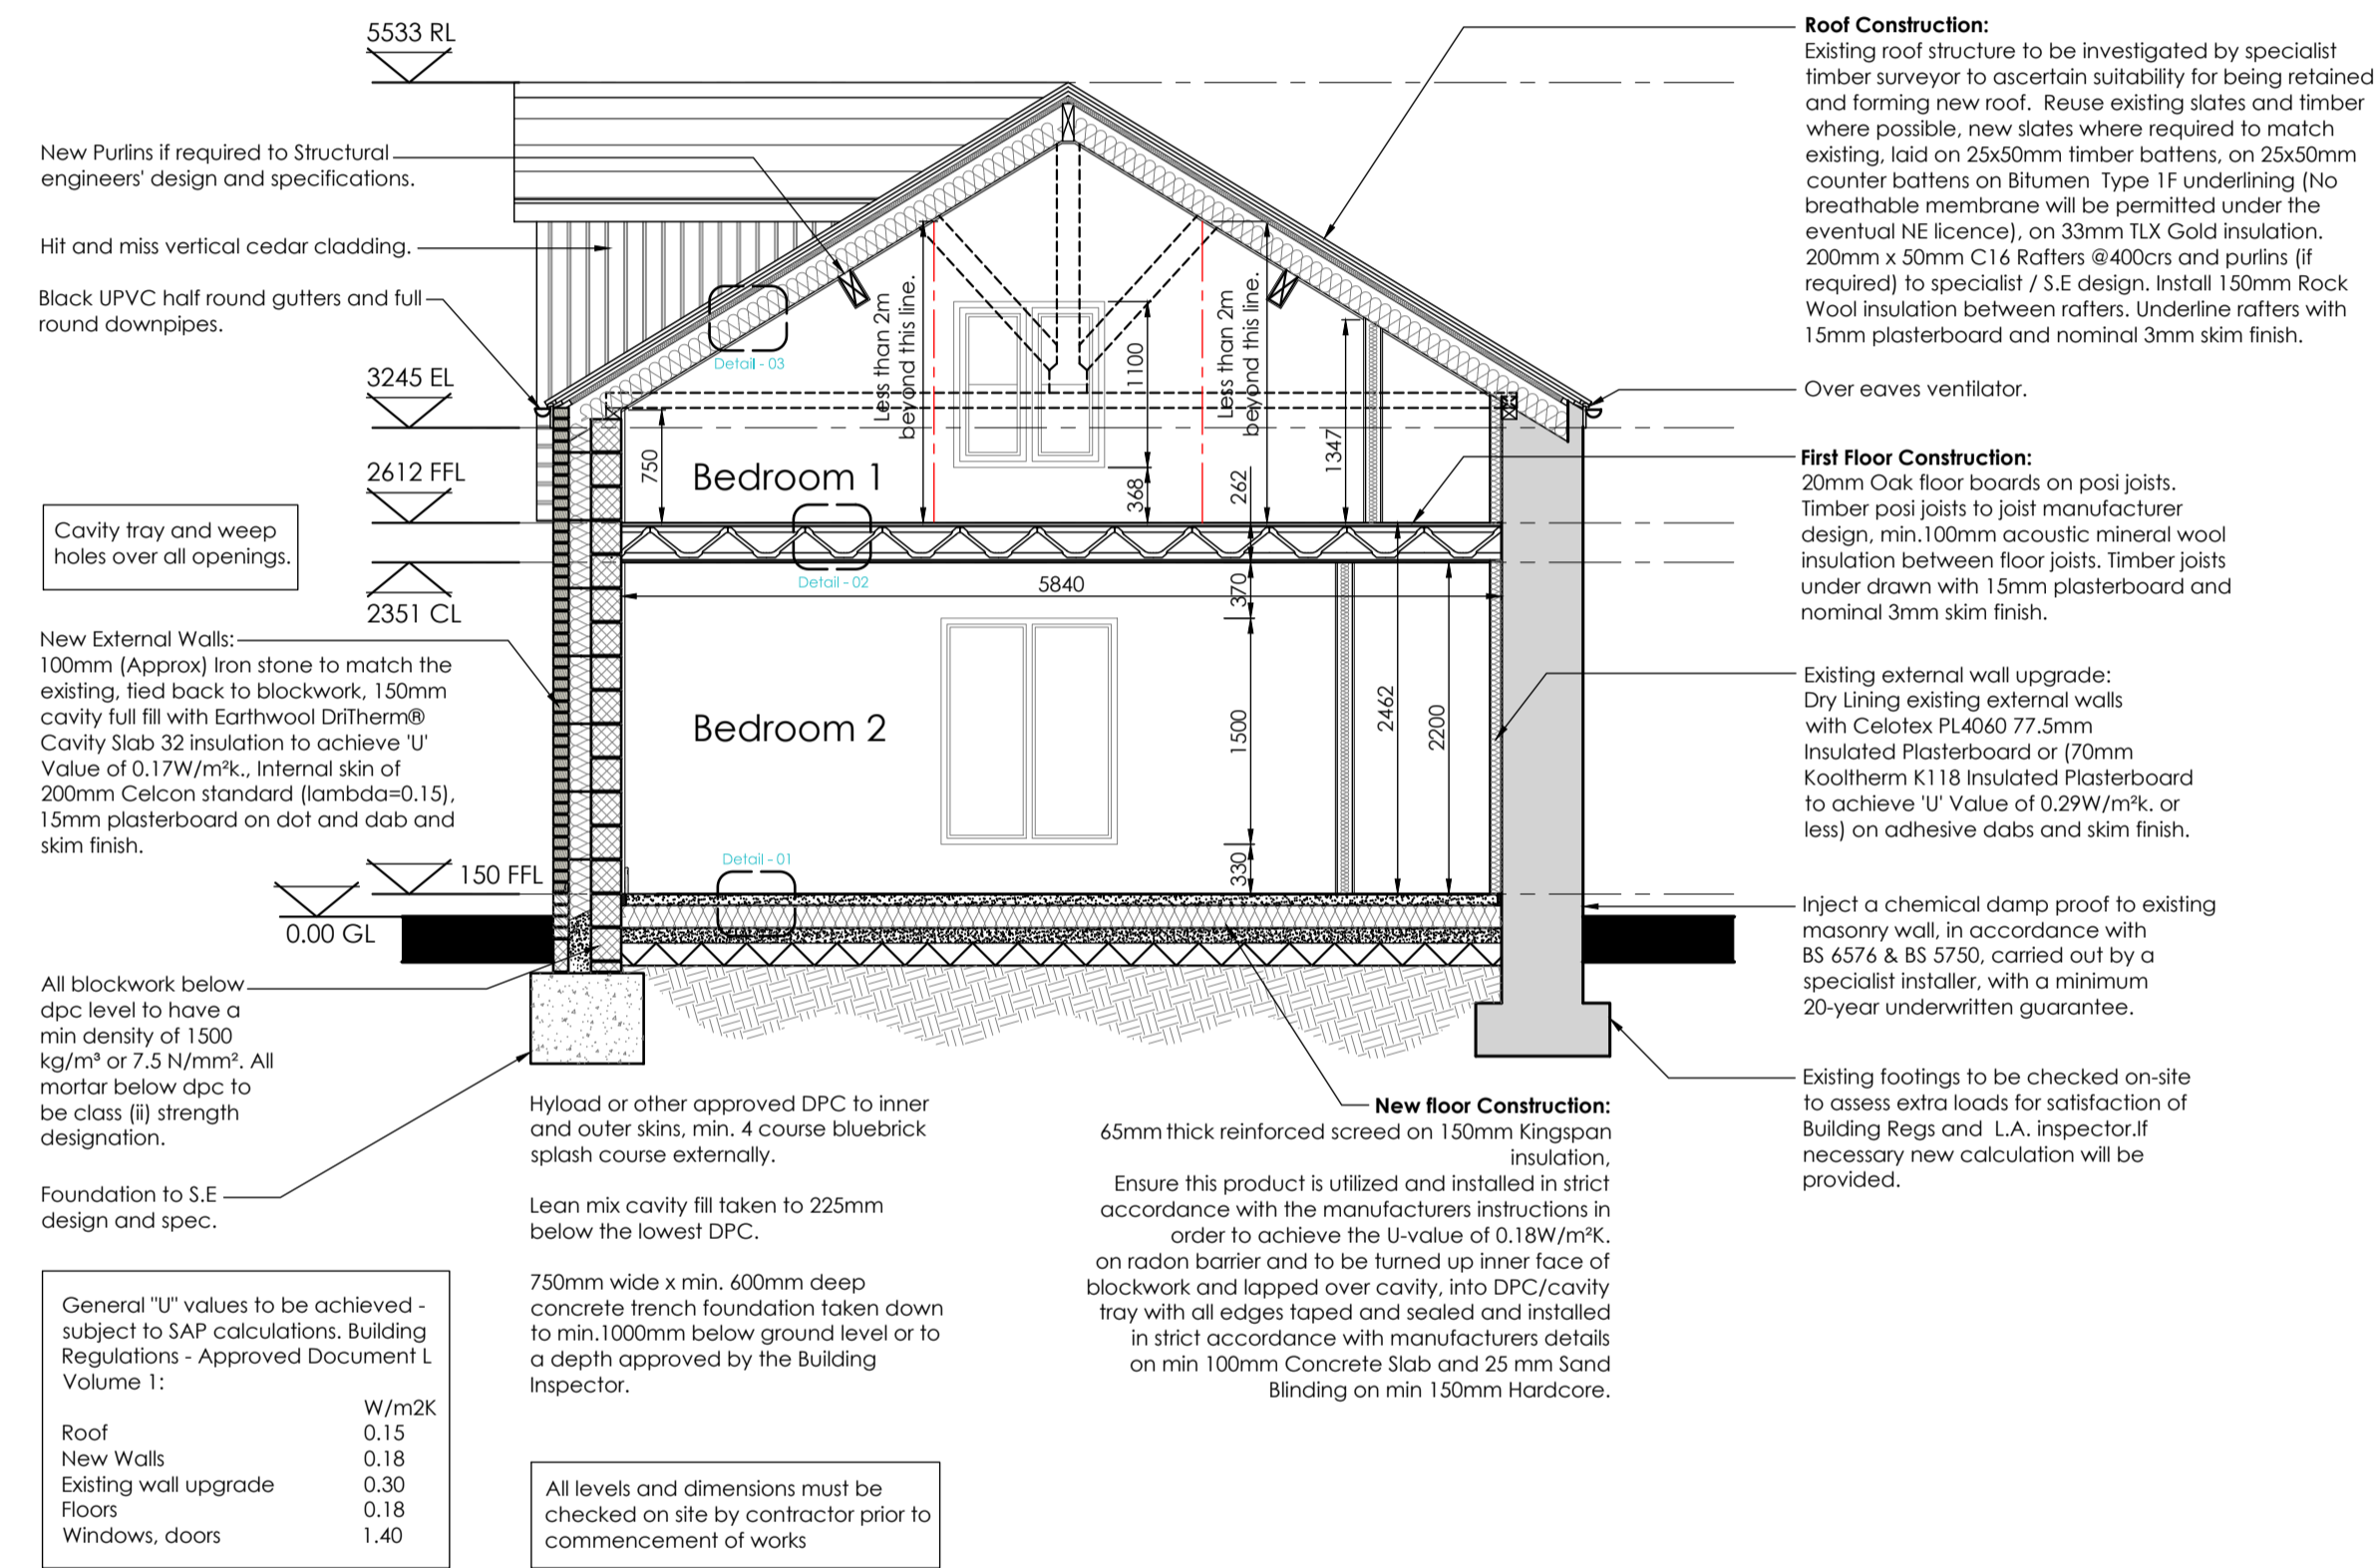 5533 RL
New Purlins if required to Structural
engineers' design and specifications.
Hit and miss vertical cedar cladding.
Black UPVC half round gutters and full
round downpipes.
3245 EL
2612 FFL
Cavity tray and weep
holes over all openings.
2351 CL
New External Walls:
100mm (Approx) Iron stone to match the
existing, tied back to blockwork, 150mm
cavity full fill with Earthwool DriTherm®
Cavity Slab 32 insulation to achieve 'U'
Value of 0.17W/m²k., Internal skin of
200mm Celcon standard (lambda=0.15),
15mm plasterboard on dot and dab and
skim finish.
150 FFL
0.00 GL
All blockwork below
dpc level to have a
min density of 1500
kg/m³ or 7.5 N/mm². All
mortar below dpc to
be class (ii) strength
designation.
Foundation to S.E
design and spec.
General "U" values to be achieved -
subject to SAP calculations. Building
Regulations - Approved Document L
Volume 1:
W/m2K
Roof 0.15
New Walls 0.18
Existing wall upgrade 0.30
Floors 0.18
Windows, doors 1.40
Detail - 03
Less than 2m
beyond this line.
1100
Less than 2m
beyond this line.
750
Bedroom 1
368
262
1347
Detail - 02
5840
370
Bedroom 2
1500
2462
2200
Detail - 01
330
Hyload or other approved DPC to inner
and outer skins, min. 4 course bluebrick
splash course externally.
Lean mix cavity fill taken to 225mm
below the lowest DPC.
750mm wide x min. 600mm deep
concrete trench foundation taken down
to min.1000mm below ground level or to
a depth approved by the Building
Inspector.
All levels and dimensions must be
checked on site by contractor prior to
commencement of works
New floor Construction:
65mm thick reinforced screed on 150mm Kingspan
insulation,
Ensure this product is utilized and installed in strict
accordance with the manufacturers instructions in
order to achieve the U-value of 0.18W/m²K.
on radon barrier and to be turned up inner face of
blockwork and lapped over cavity, into DPC/cavity
tray with all edges taped and sealed and installed
in strict accordance with manufacturers details
on min 100mm Concrete Slab and 25 mm Sand
Blinding on min 150mm Hardcore.
Roof Construction:
Existing roof structure to be investigated by specialist
timber surveyor to ascertain suitability for being retained
and forming new roof. Reuse existing slates and timber
where possible, new slates where required to match
existing, laid on 25x50mm timber battens, on 25x50mm
counter battens on Bitumen Type 1F underlining (No
breathable membrane will be permitted under the
eventual NE licence), on 33mm TLX Gold insulation.
200mm x 50mm C16 Rafters @400crs and purlins (if
required) to specialist / S.E design. Install 150mm Rock
Wool insulation between rafters. Underline rafters with
15mm plasterboard and nominal 3mm skim finish.
Over eaves ventilator.
First Floor Construction:
20mm Oak floor boards on posi joists.
Timber posi joists to joist manufacturer
design, min.100mm acoustic mineral wool
insulation between floor joists. Timber joists
under drawn with 15mm plasterboard and
nominal 3mm skim finish.
Existing external wall upgrade:
Dry Lining existing external walls
with Celotex PL4060 77.5mm
Insulated Plasterboard or (70mm
Kooltherm K118 Insulated Plasterboard
to achieve 'U' Value of 0.29W/m²k. or
less) on adhesive dabs and skim finish.
Inject a chemical damp proof to existing
masonry wall, in accordance with
BS 6576 & BS 5750, carried out by a
specialist installer, with a minimum
20-year underwritten guarantee.
Existing footings to be checked on-site
to assess extra loads for satisfaction of
Building Regs and L.A. inspector.If
necessary new calculation will be
provided.